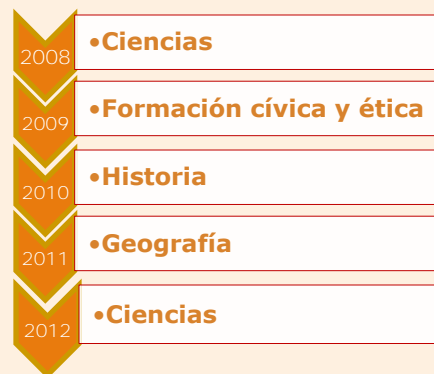 2008
•Ciencias
2009
•Formación cívica y ética
2010
•Historia
2011
•Geografía
2012
•Ciencias